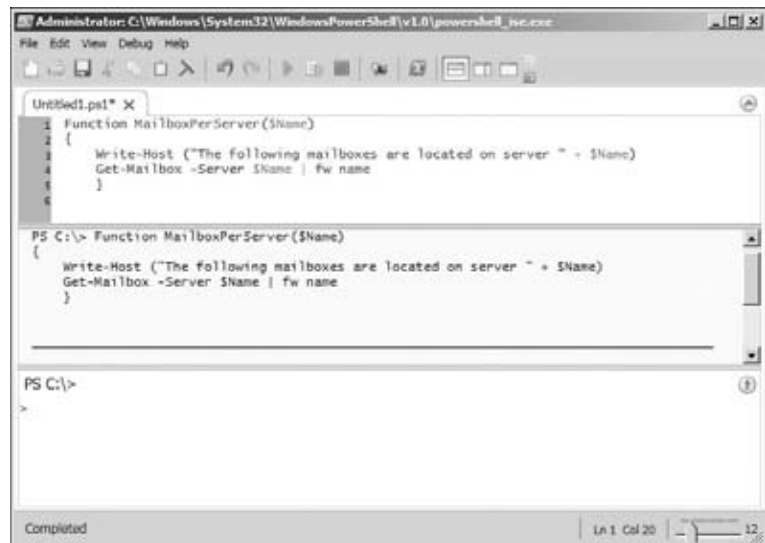 Administrator: C:\Windows\System32\WindowsPowerShell\v1.0\powershell_ise.exe
File Edit View Debug Help
Untitled1.ps1* X
1 Function MailboxPerServer($Name)
2 {
3 Write-Host ("The following mailboxes are located on server " + $Name)
4 Get-Mailbox -Server $Name | fw name
5 }
6
PS C:\> Function MailboxPerServer($Name)
{
Write-Host ("The following mailboxes are located on server " + $Name)
Get-Mailbox -Server $Name | fw name
}
PS C:\>
>
Completed Ln 1 Col 20 12